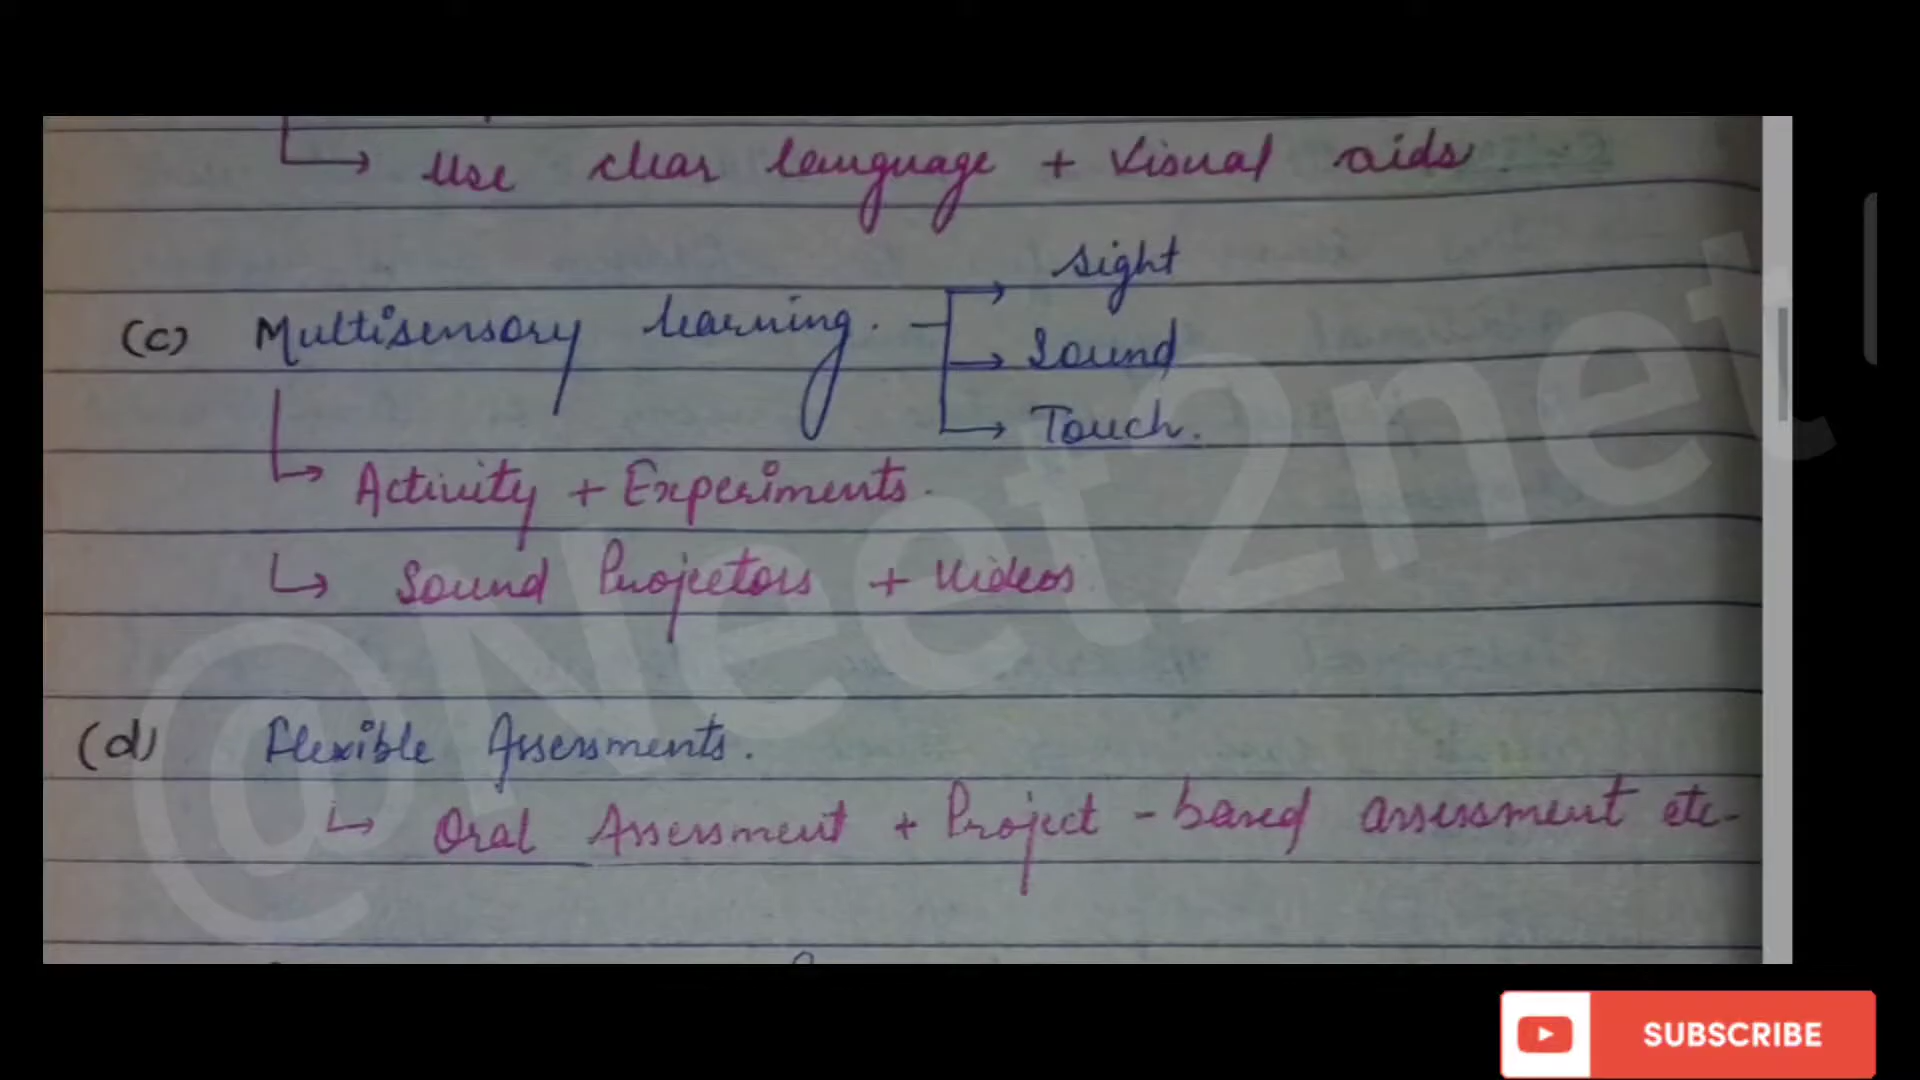 ↳ Use clear language + Visual aids
(c) Multisensory learning. → sight
→ Sound
→ Touch.
↳ Activity + Experiments.
↳ Sound Projectors + Videos
(d) Flexible Assessments.
↳ Oral Assessment + Project-based assessment etc-
@Neet2net
SUBSCRIBE